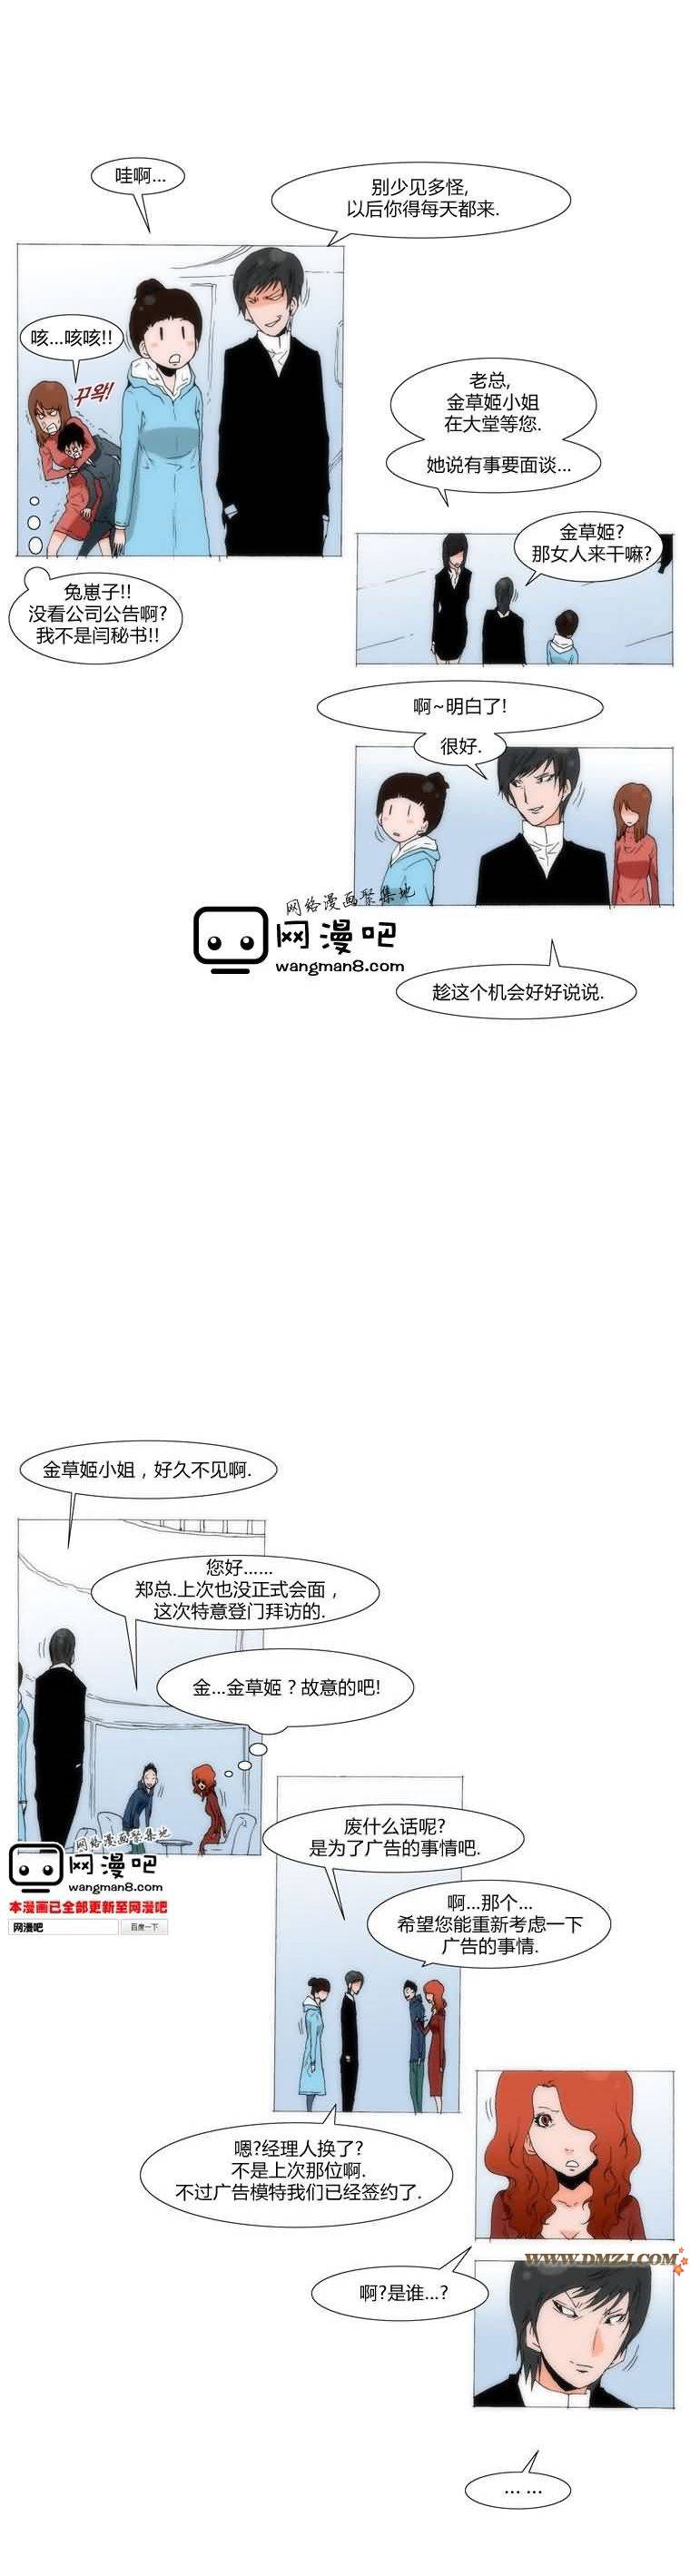 哇啊...
别少见多怪,
以后你得每天都来.
咳...咳咳!!
꾸왁!
兔崽子!!
没看公司公告啊?
我不是闫秘书!!
老总,
金草姬小姐
在大堂等您.
她说有事要面谈...
金草姬?
那女人来干嘛?
啊~明白了!
很好.
网络漫画聚集地
网漫吧
wangman8.com
趁这个机会好好说说.
金草姬小姐，好久不见啊.
您好......
郑总.上次也没正式会面，
这次特意登门拜访的.
金...金草姬？故意的吧!
网络漫画聚集地
网漫吧
wangman8.com
本漫画已全部更新至网漫吧
网漫吧
百度一下
废什么话呢?
是为了广告的事情吧.
啊...那个...
希望您能重新考虑一下
广告的事情.
嗯?经理人换了?
不是上次那位啊.
不过广告模特我们已经签约了.
WWW.DMZJ.COM
啊?是谁...?
... ...